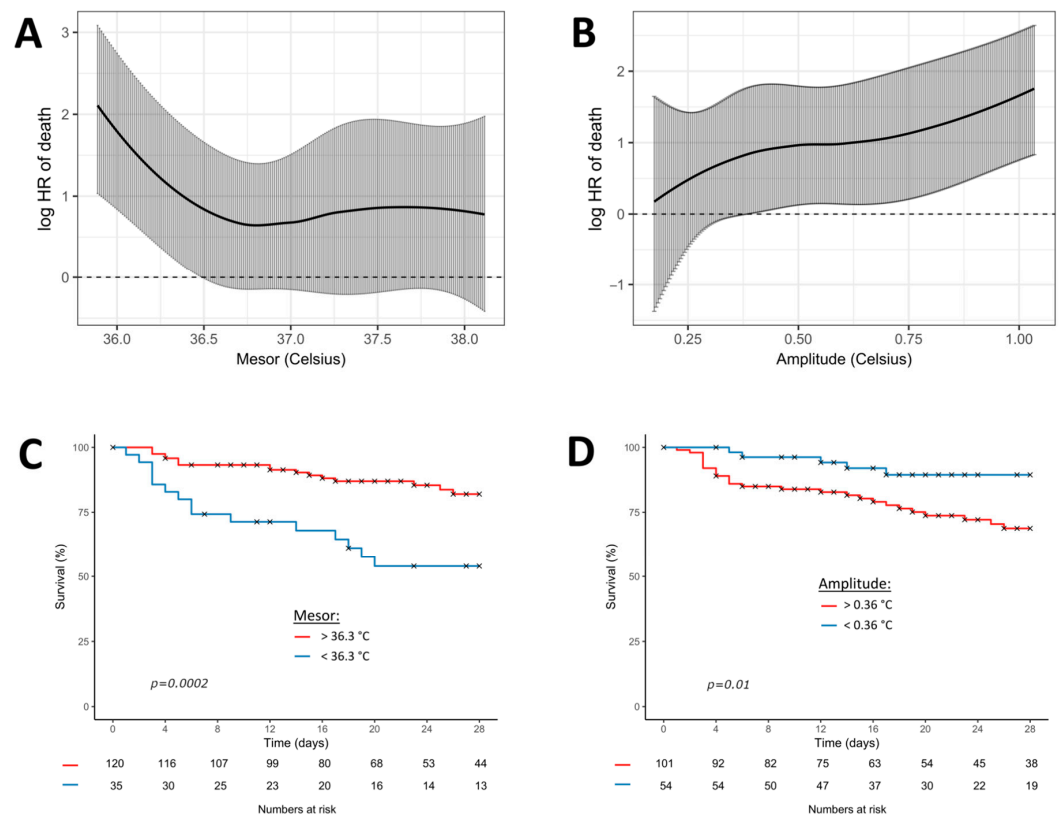 A
3
2
1
0
log HR of death
36.0 36.5 37.0 37.5 38.0
Mesor (Celsius)
B
2
1
0
−1
log HR of death
0.25 0.50 0.75 1.00
Amplitude (Celsius)
C
100
75
50
25
0
Survival (%)
Mesor:
> 36.3 °C
< 36.3 °C
p=0.0002
0 4 8 12 16 20 24 28
Time (days)
120 116 107 99 80 68 53 44
35 30 25 23 20 16 14 13
Numbers at risk
D
100
75
50
25
0
Survival (%)
Amplitude:
> 0.36 °C
< 0.36 °C
p=0.01
0 4 8 12 16 20 24 28
Time (days)
101 92 82 75 63 54 45 38
54 54 50 47 37 30 22 19
Numbers at risk